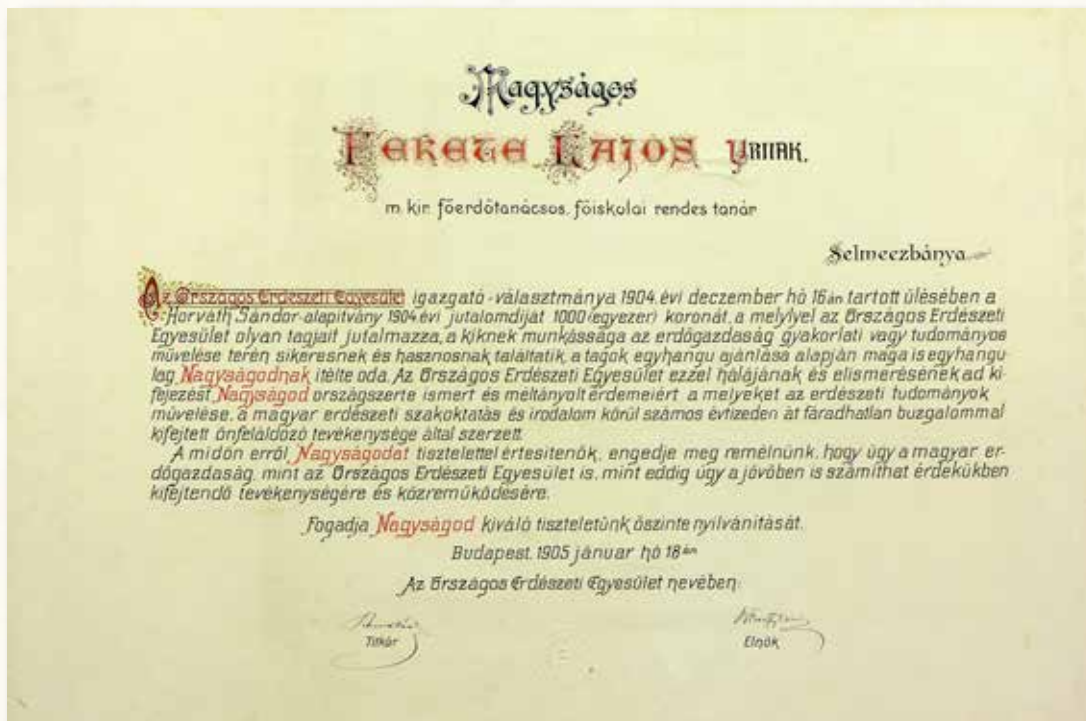 Nagyságos
FEKETE LAJOS URNAK,
m. kir. főerdőtanácsos, főiskolai rendes tanár
Selmeczbánya
Az Országos Erdészeti Egyesület igazgató-választmánya 1904. évi deczember hó 16án tartott ülésében a
Horváth Sándor-alapítvány 1904 évi jutalomdiját 1000 (egyezer) koronát, a melylyel az Országos Erdészeti
Egyesület olyan tagjait jutalmazza, a kiknek munkássága az erdőgazdaság gyakorlati vagy tudományos
művelése terén sikeresnek és hasznosnak találtatik, a tagok egyhangu ajánlása alapján maga is egyhangu
lag Nagyságodnak itélte oda. Az Országos Erdészeti Egyesület ezzel hálájának és elismerésének ad ki-
fejezést Nagyságod országszerte ismert és méltányolt érdemeiért a melyeket az erdészeti tudományok
művelése, a magyar erdészeti szakoktatás és irodalom körül számos évtizeden át fáradhatlan buzgalommal
kifejtett önfeláldozó tevékenysége által szerzett.
A midőn erről Nagyságodat tisztelettel értesitenők, engedje meg remélnünk, hogy úgy a magyar er-
dőgazdaság, mint az Országos Erdészeti Egyesület is, mint eddig úgy a jövőben is számíthat érdekükben
kifejtendő tevékenységére és közreműködésére.
Fogadja Nagyságod kiváló tiszteletünk őszinte nyilvánitását.
Budapest, 1905 január hó 18án
Az Országos Erdészeti Egyesület nevében:
Titkár
Elnök